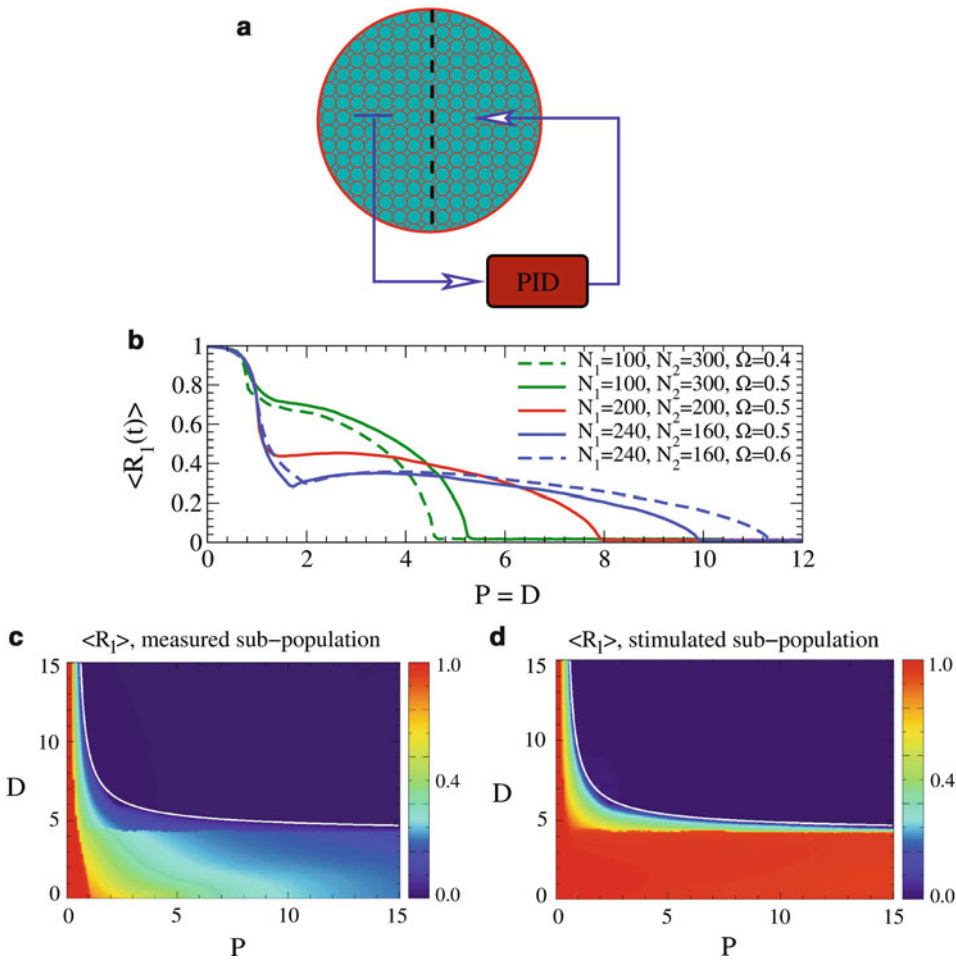 a
PID
b
<R₁(t)>
1
0.8
0.6
0.4
0.2
0
0 2 4 6 8 10 12
P = D
N₁=100, N₂=300, Ω=0.4
N₁=100, N₂=300, Ω=0.5
N₁=200, N₂=200, Ω=0.5
N₁=240, N₂=160, Ω=0.5
N₁=240, N₂=160, Ω=0.6
c
<R₁>, measured sub−population
15
10
5
0
D
0 5 10 15
P
1.0
0.4
0.0
d
<R₁>, stimulated sub−population
15
10
5
0
D
0 5 10 15
P
1.0
0.4
0.0